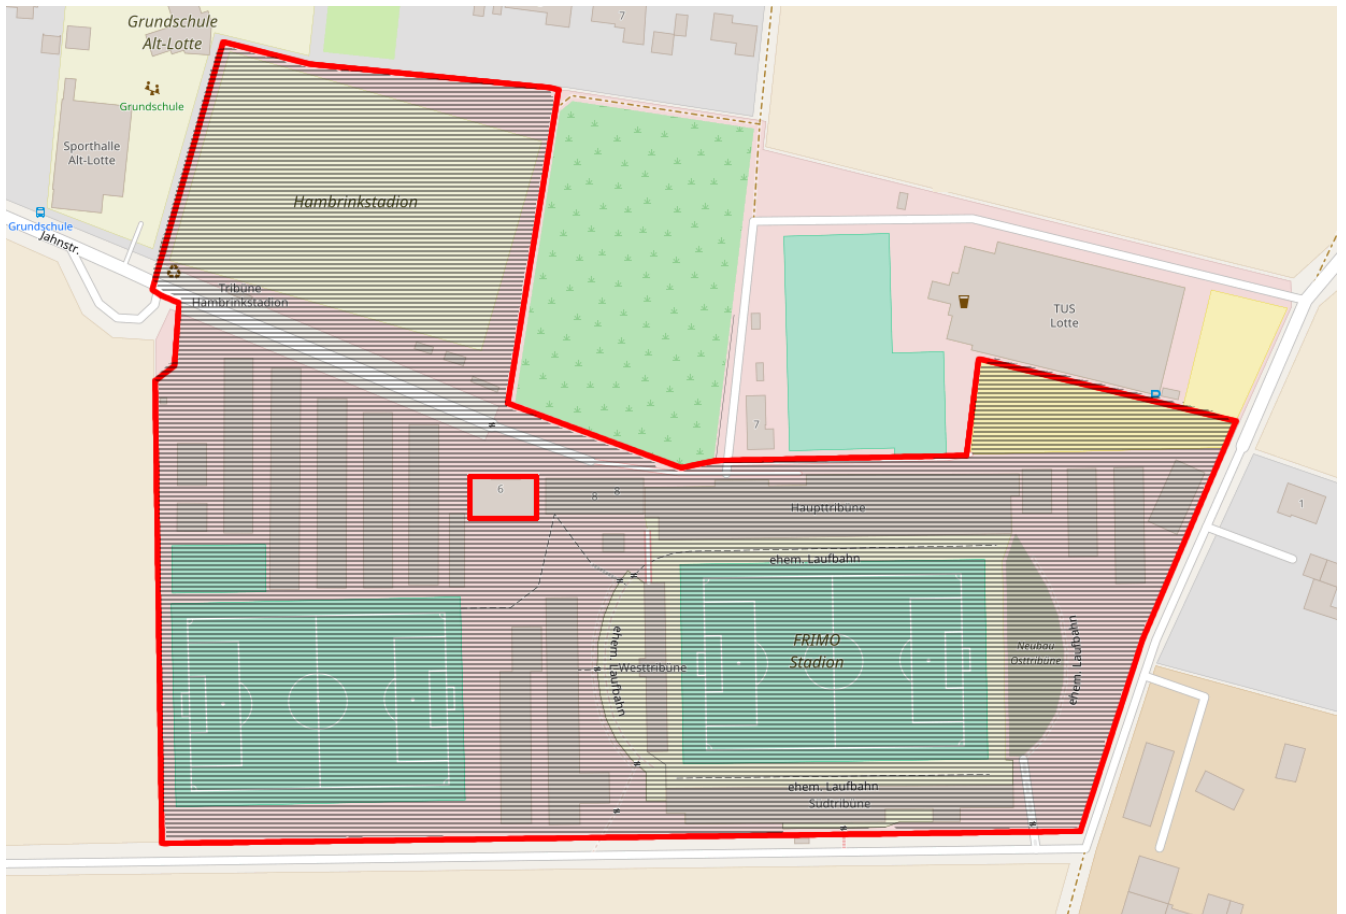 Grundschule
Alt-Lotte
7
Grundschule
Sporthalle
Alt-Lotte
Hambrinkstadion
Grundschule
Jahnstr.
Tribüne
Hambrinkstadion
TUS
Lotte
7
6
8
8
Haupttribüne
1
ehem. Laufbahn
ehem. Laufbahn
Westtribüne
FRIMO
Stadion
Neubau
Osttribüne
ehem. Laufbahn
ehem. Laufbahn
Südtribüne